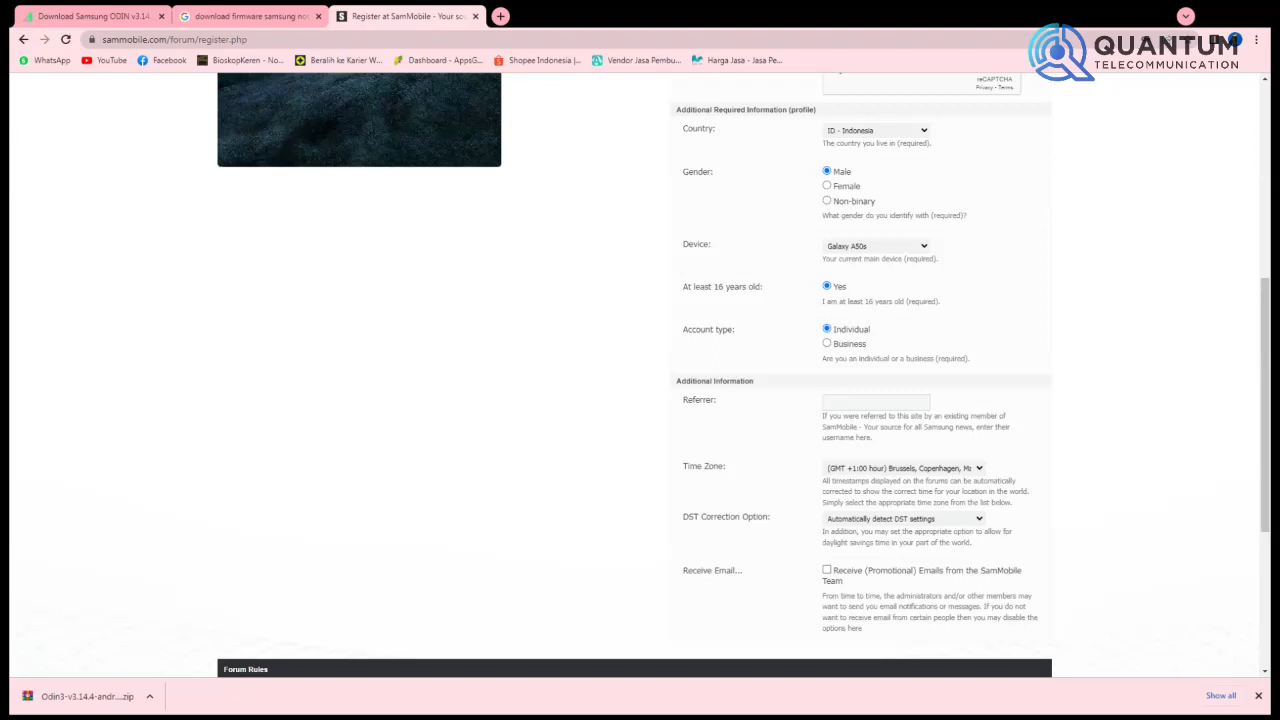 Download Samsung ODIN v3.14.
download firmware samsung no
Register at SamMobile - Your sou
QUANTUM
TELECOMMUNICATION
sammobile.com/forum/register.php
WhatsApp
YouTube
Facebook
BioskopKeren - No...
Beralih ke Karier W...
Dashboard - AppsG...
Shopee Indonesia |...
Vendor Jasa Pembu...
Harga Jasa - Jasa Pe...
reCAPTCHA
Privacy - Terms
Additional Required Information (profile)
Country:
ID - Indonesia
The country you live in (required).
Gender:
Male
Female
Non-binary
What gender do you identify with (required)?
Device:
Galaxy A50s
Your current main device (required).
At least 16 years old:
Yes
I am at least 16 years old (required).
Account type:
Individual
Business
Are you an individual or a business (required).
Additional Information
Referrer:
If you were referred to this site by an existing member of
SamMobile - Your source for all Samsung news, enter their
username here.
Time Zone:
(GMT +1:00 hour) Brussels, Copenhagen, Ma
All timestamps displayed on the forums can be automatically
corrected to show the correct time for your location in the world.
Simply select the appropriate time zone from the list below.
DST Correction Option:
Automatically detect DST settings
In addition, you may set the appropriate option to allow for
daylight savings time in your part of the world.
Receive Email...
Receive (Promotional) Emails from the SamMobile
Team
From time to time, the administrators and/or other members may
want to send you email notifications or messages. If you do not
want to receive email from certain people then you may disable the
options here
Forum Rules
Odin3-v3.14.4-andr....zip
Show all